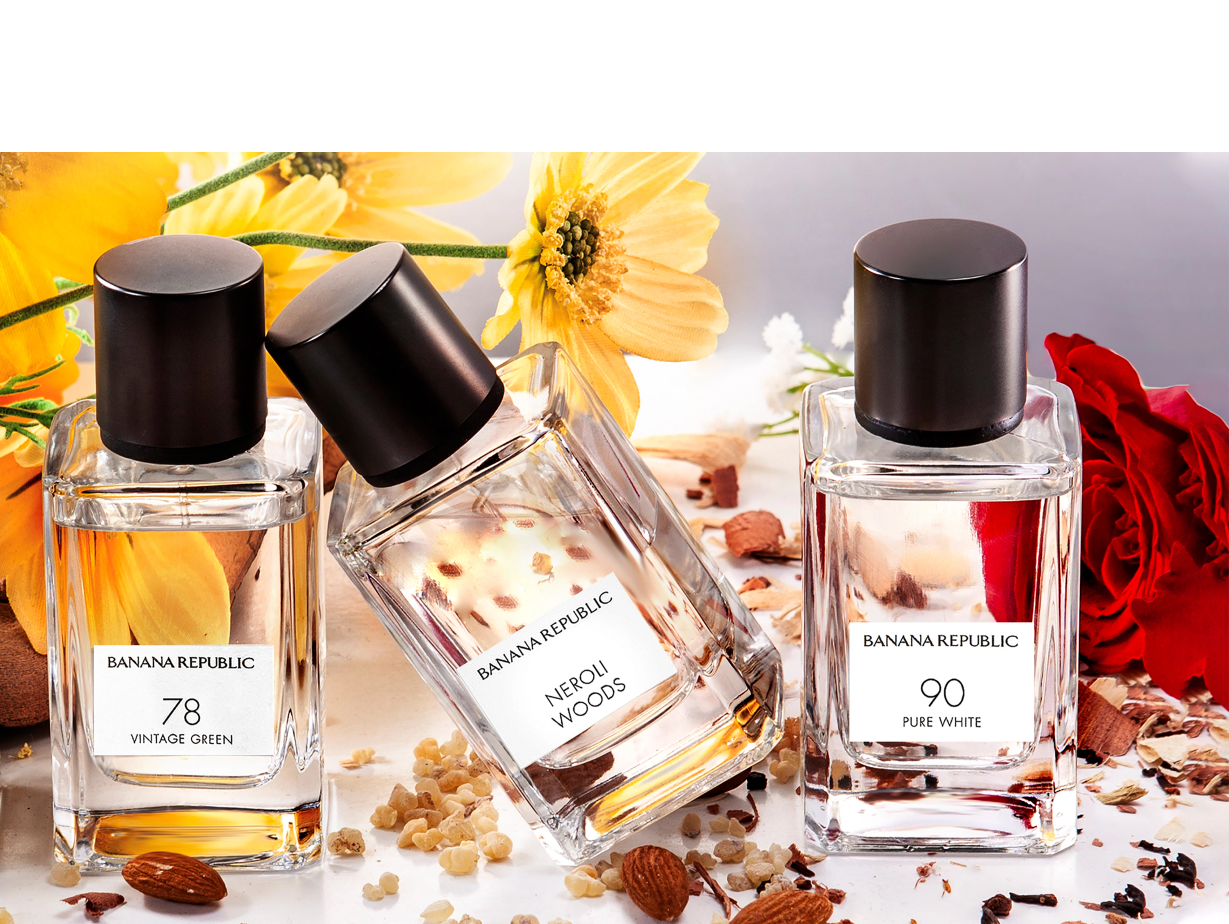 BANANA REPUBLIC
78
VINTAGE GREEN
BANANA REPUBLIC
NEROLI
WOODS
BANANA REPUBLIC
90
PURE WHITE